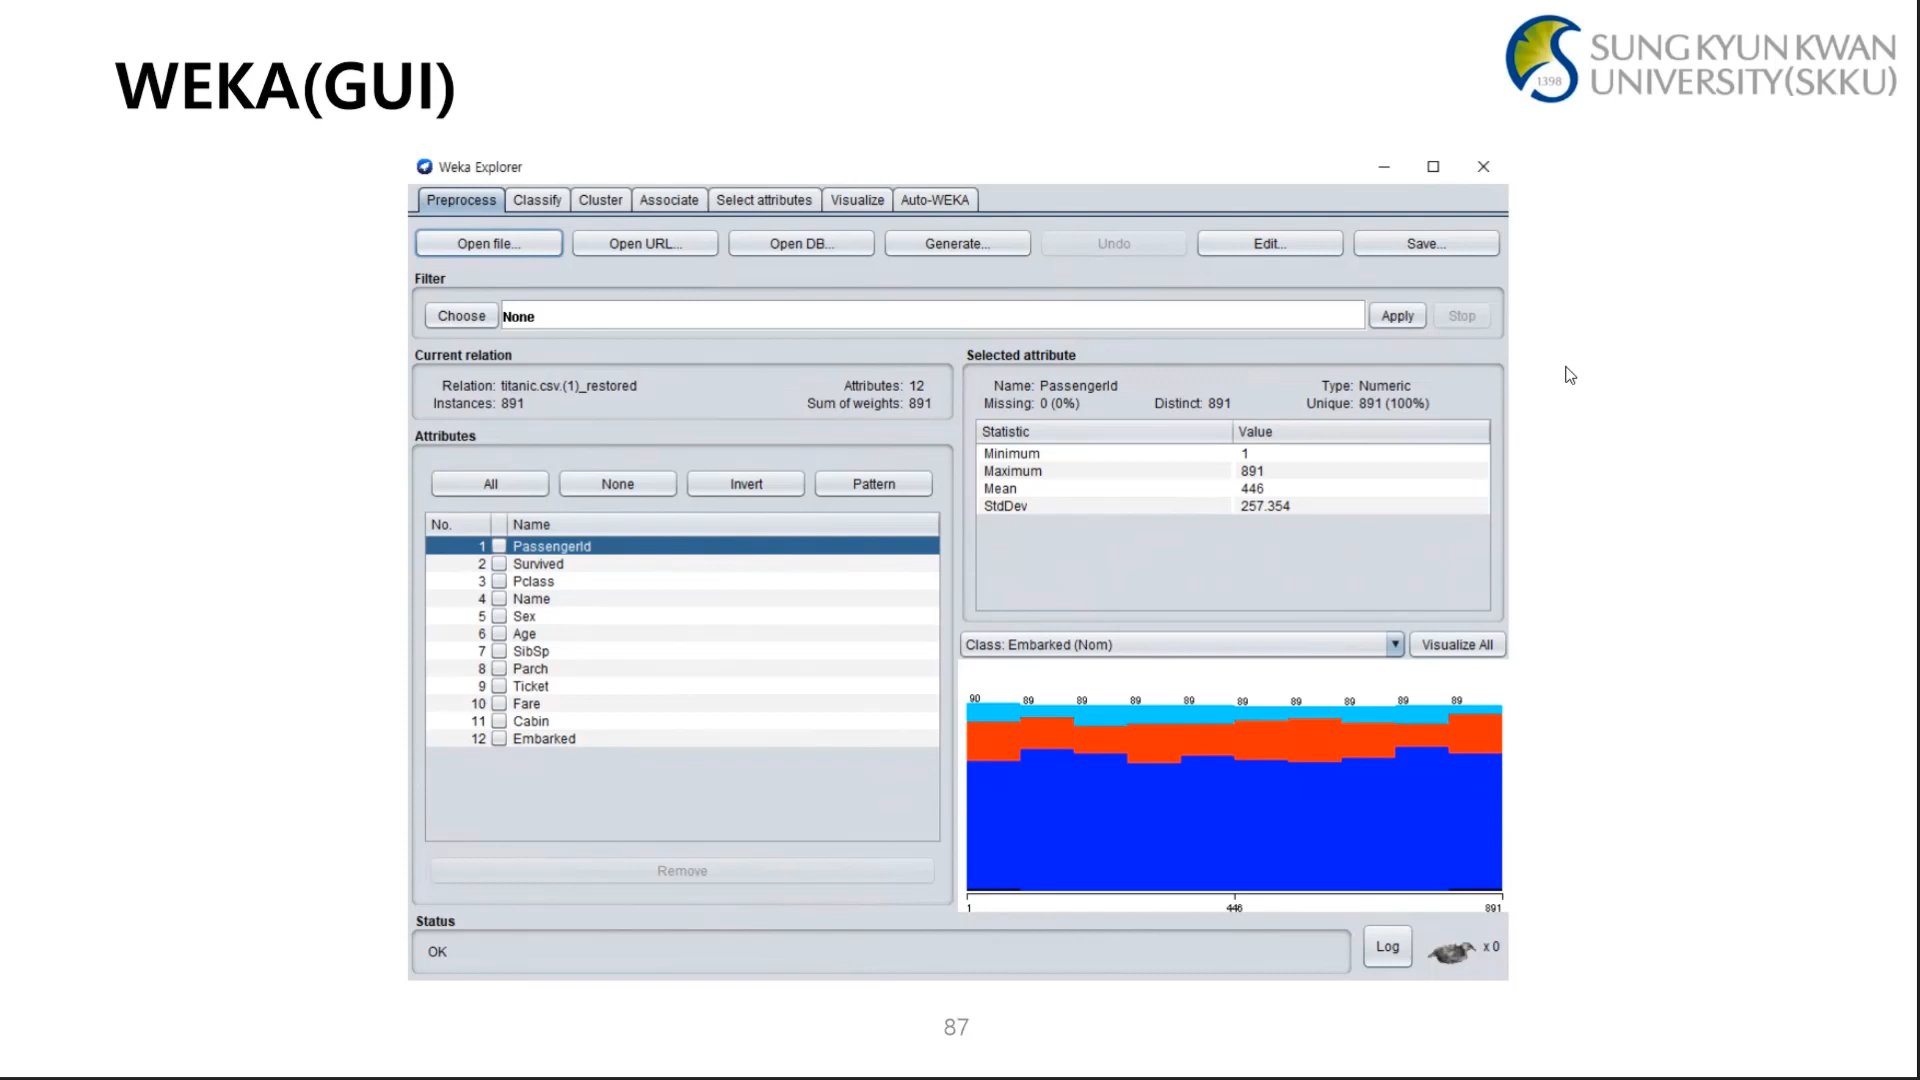 WEKA(GUI)
1398
SUNG KYUN KWAN
UNIVERSITY(SKKU)
Weka Explorer
Preprocess Classify Cluster Associate Select attributes Visualize Auto-WEKA
Open file... Open URL... Open DB... Generate... Undo Edit... Save...
Filter
Choose None Apply Stop
Current relation
Relation: titanic.csv.(1)_restored Attributes: 12
Instances: 891 Sum of weights: 891
Attributes
All None Invert Pattern
No. Name
1 PassengerId
2 Survived
3 Pclass
4 Name
5 Sex
6 Age
7 SibSp
8 Parch
9 Ticket
10 Fare
11 Cabin
12 Embarked
Remove
Selected attribute
Name: PassengerId Type: Numeric
Missing: 0 (0%) Distinct: 891 Unique: 891 (100%)
Statistic Value
Minimum 1
Maximum 891
Mean 446
StdDev 257.354
Class: Embarked (Nom) Visualize All
90 89 89 89 89 89 89 89 89 89
1 446 891
Status
OK
Log x 0
87